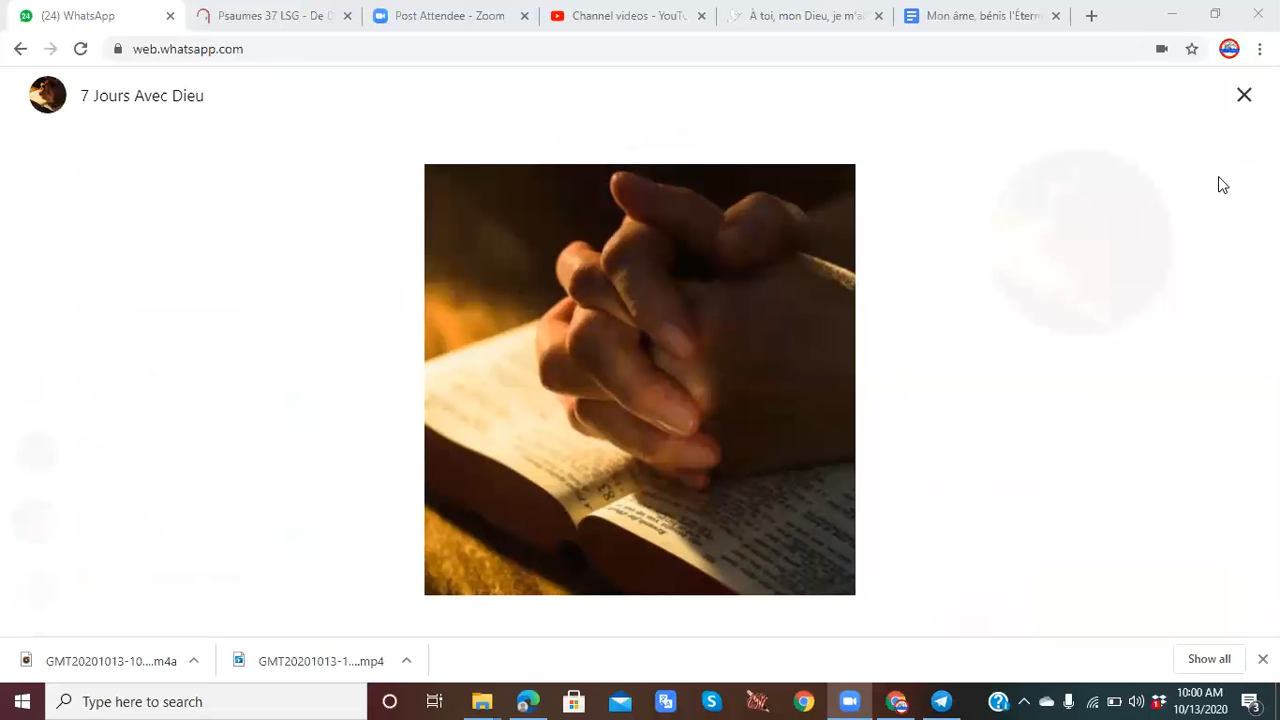 (24) WhatsApp
Psaumes 37 LSG - De D
Post Attendee - Zoom
Channel videos - YouTu
À toi, mon Dieu, je m'a
Mon âme, bénis l'Étern
web.whatsapp.com
7 Jours Avec Dieu
GMT20201013-10....m4a
GMT20201013-1....mp4
Show all
Type here to search
10:00 AM
10/13/2020
3